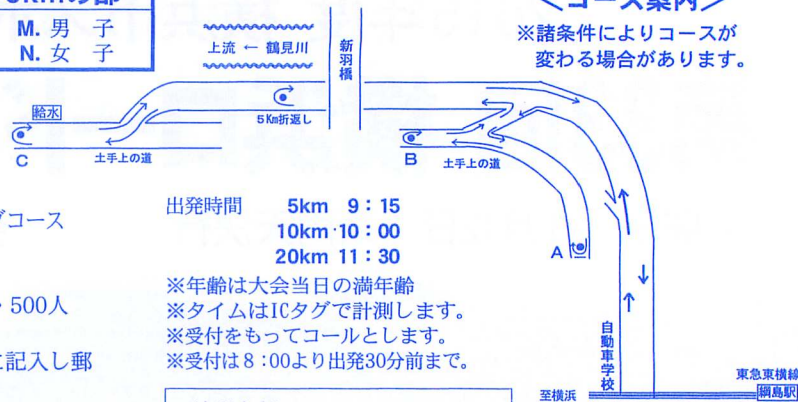 5kmの部
M. 男 子
N. 女 子
<コース案内>
※諸条件によりコースが
変わる場合があります。
上流 ← 鶴見川
新羽橋
給水
5Km折返し
C
土手上の道
B
土手上の道
A
コース
出発時間 5km 9：15
10km 10：00
20km 11：30
※年齢は大会当日の満年齢
※タイムはICタグで計測します。
※受付をもってコールとします。
※受付は8：00より出発30分前まで。
500人
記入し郵
自動車学校
東急東横線
至横浜
綱島駅